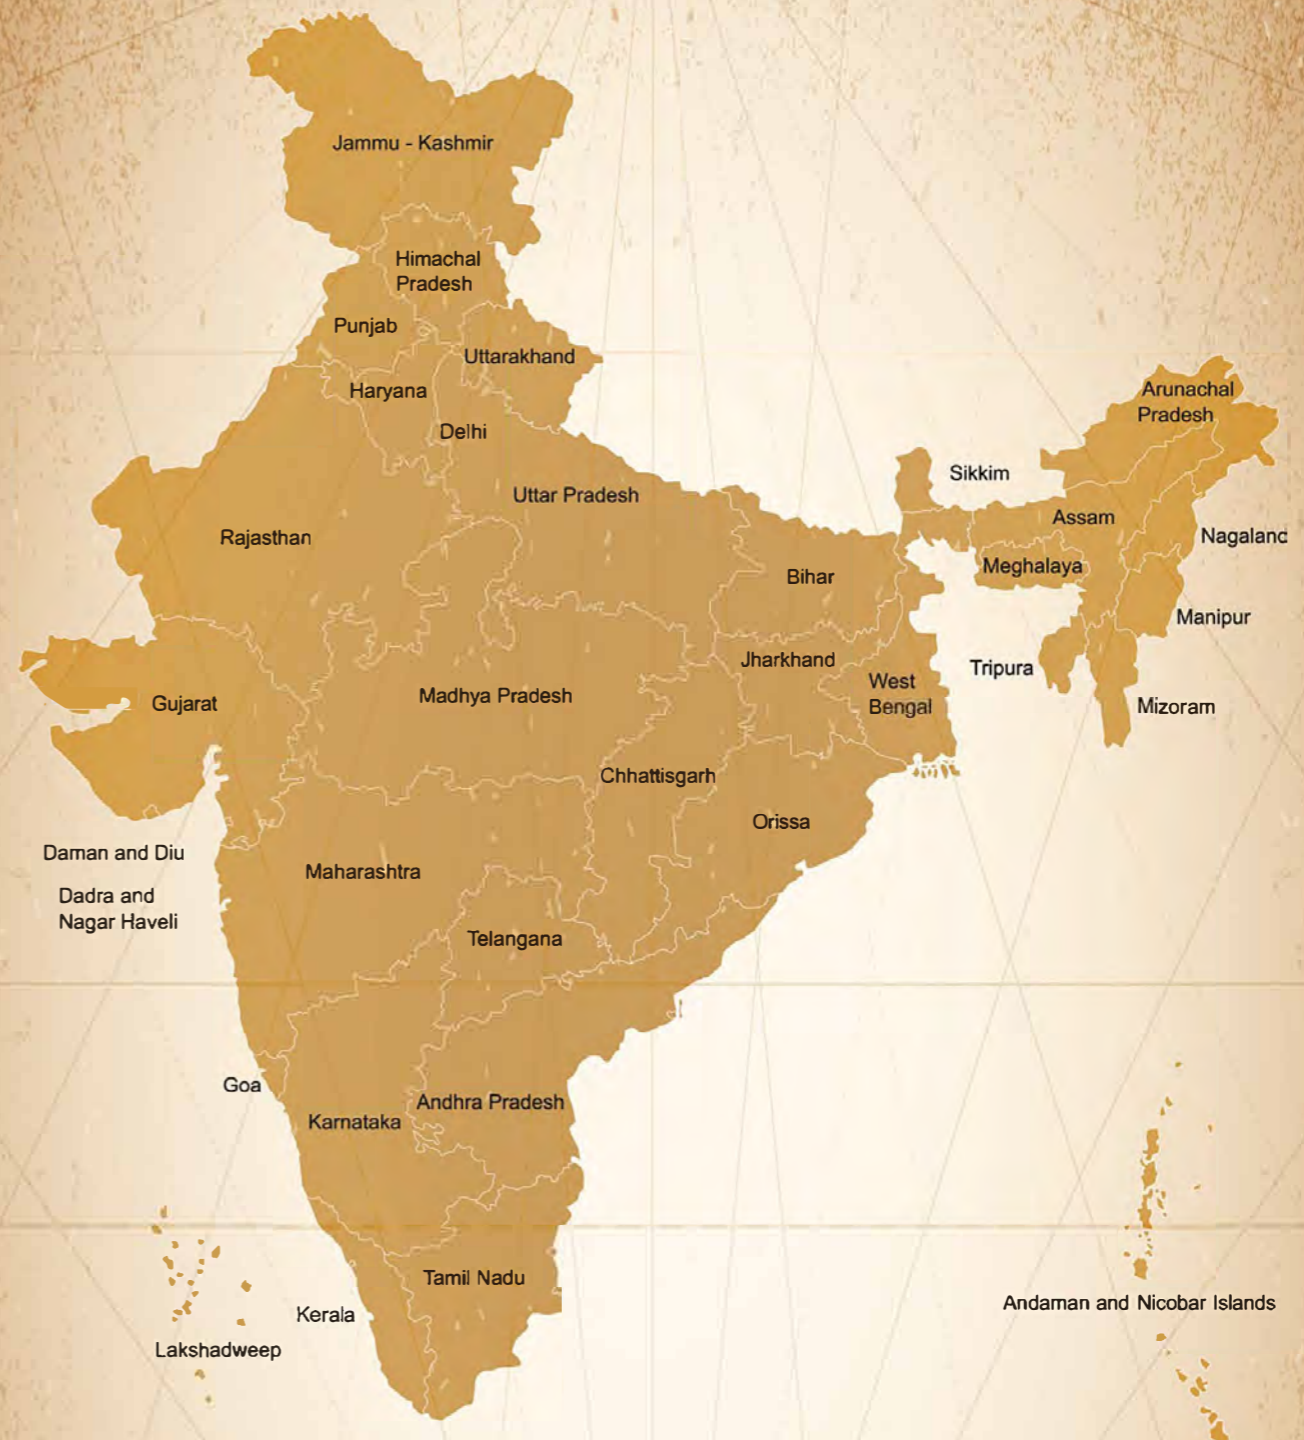 Jammu - Kashmir
Himachal
Pradesh
Punjab
Uttarakhand
Haryana
Delhi
Arunachal
Pradesh
Sikkim
Uttar Pradesh
Assam
Rajasthan
Nagaland
Meghalaya
Bihar
Manipur
Jharkhand
Tripura
West
Bengal
Madhya Pradesh
Gujarat
Mizoram
Chhattisgarh
Orissa
Daman and Diu
Maharashtra
Dadra and
Nagar Haveli
Telangana
Goa
Andhra Pradesh
Karnataka
Tamil Nadu
Andaman and Nicobar Islands
Kerala
Lakshadweep